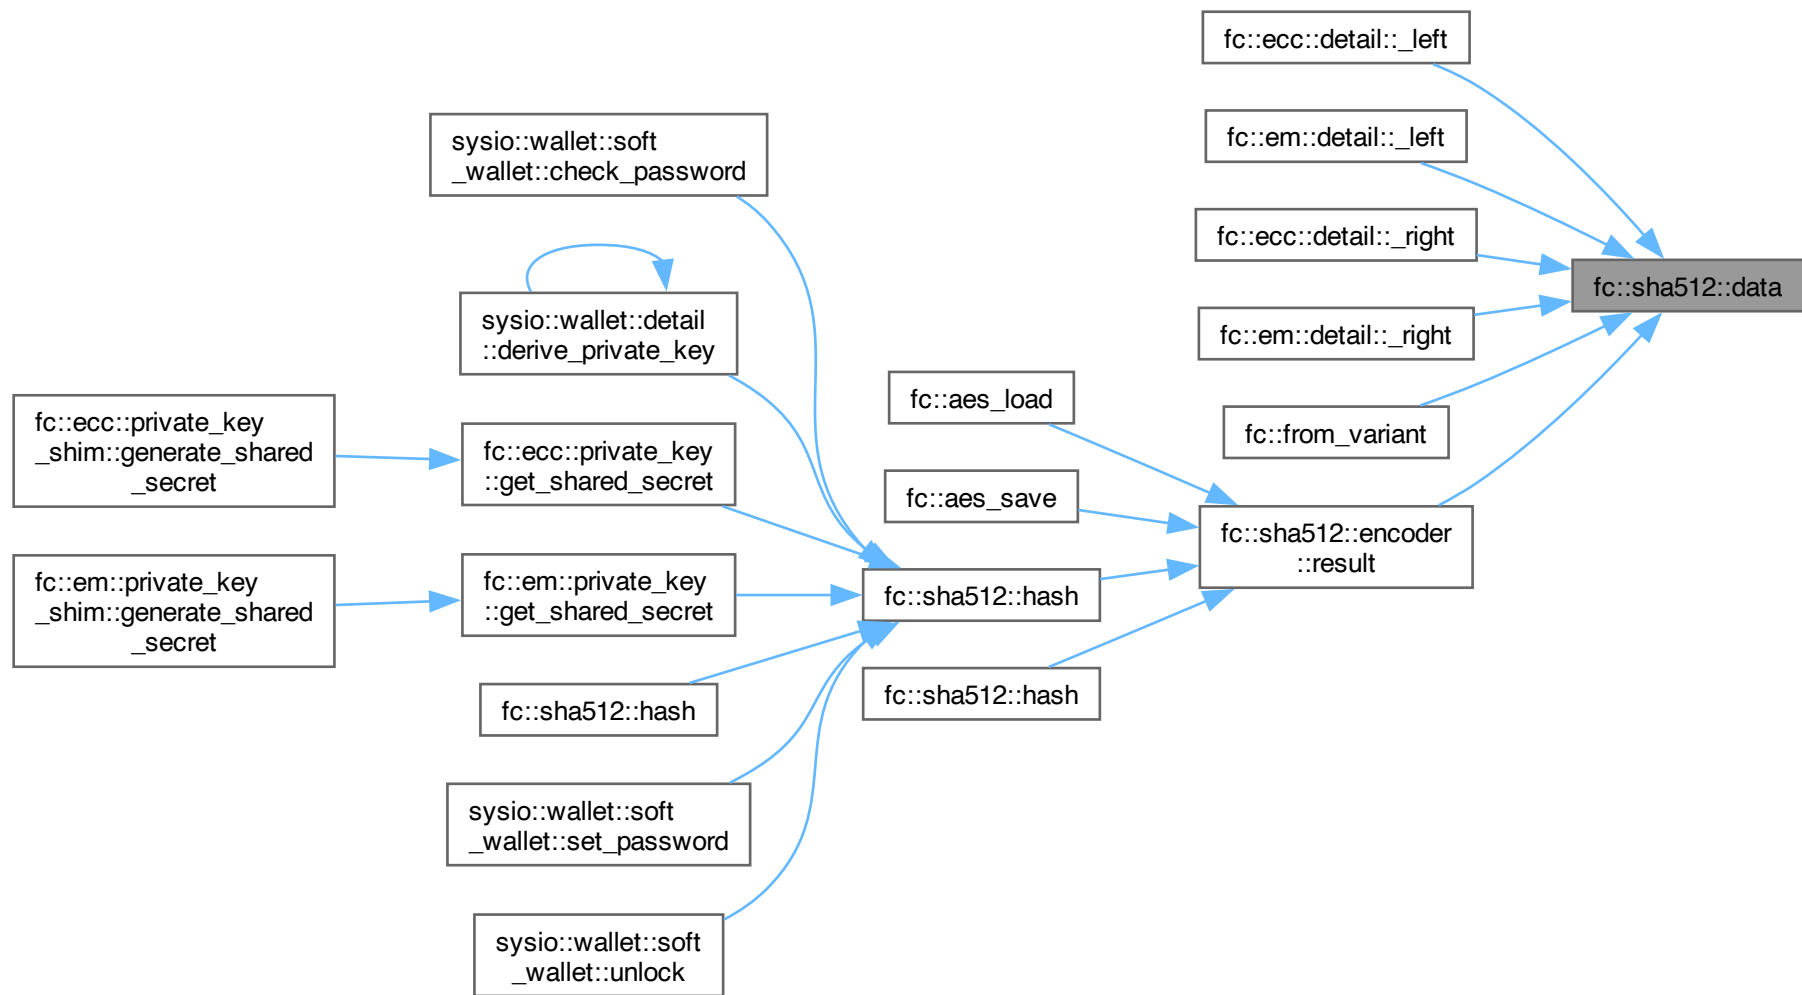 fc::ecc::detail::_left
fc::em::detail::_left
fc::ecc::detail::_right
fc::em::detail::_right
fc::from_variant
fc::sha512::data
fc::sha512::encoder
::result
fc::aes_load
fc::aes_save
fc::sha512::hash
fc::sha512::hash
sysio::wallet::soft
_wallet::check_password
sysio::wallet::detail
::derive_private_key
fc::ecc::private_key
::get_shared_secret
fc::em::private_key
::get_shared_secret
fc::sha512::hash
sysio::wallet::soft
_wallet::set_password
sysio::wallet::soft
_wallet::unlock
fc::ecc::private_key
_shim::generate_shared
_secret
fc::em::private_key
_shim::generate_shared
_secret